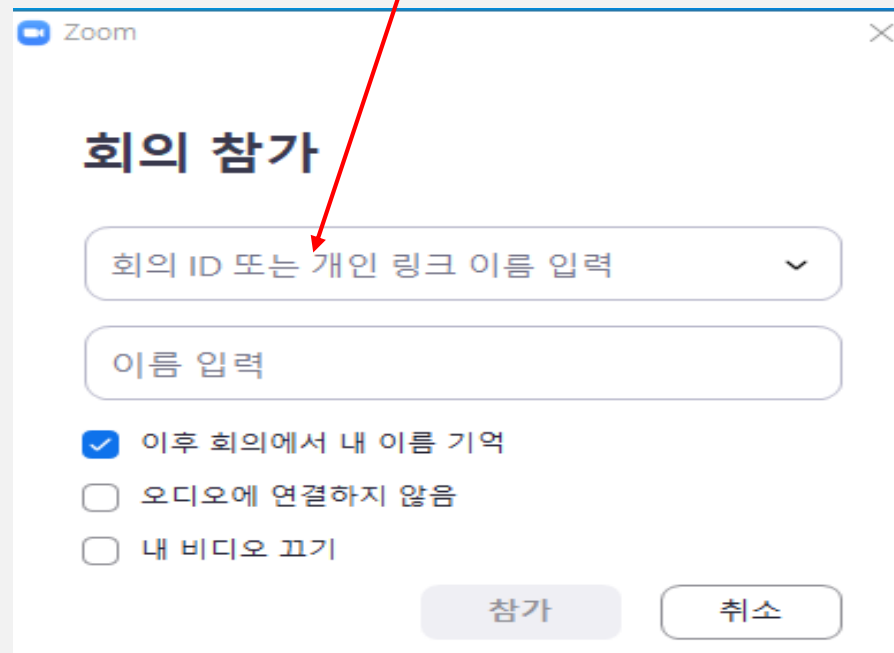 Zoom
회의 참가
회의 ID 또는 개인 링크 이름 입력
이름 입력
이후 회의에서 내 이름 기억
오디오에 연결하지 않음
내 비디오 끄기
참가 취소